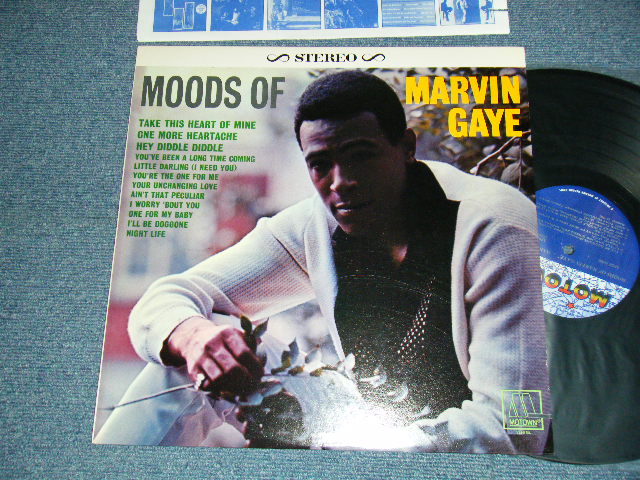 STEREO
MOODS OF
MARVIN
GAYE
TAKE THIS HEART OF MINE
ONE MORE HEARTACHE
HEY DIDDLE DIDDLE
YOU'VE BEEN A LONG TIME COMING
LITTLE DARLING (I NEED YOU)
YOU'RE THE ONE FOR ME
YOUR UNCHANGING LOVE
AIN'T THAT PECULIAR
I WORRY 'BOUT YOU
ONE FOR MY BABY
I'LL BE DOGGONE
NIGHT LIFE
MOTO
MOTOWN